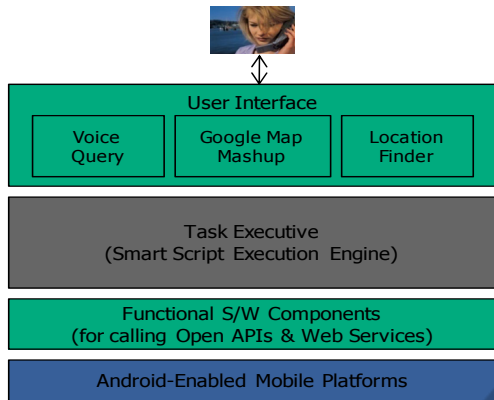 User Interface
Voice
Query
Google Map
Mashup
Location
Finder
Task Executive
(Smart Script Execution Engine)
Functional S/W Components
(for calling Open APIs & Web Services)
Android-Enabled Mobile Platforms